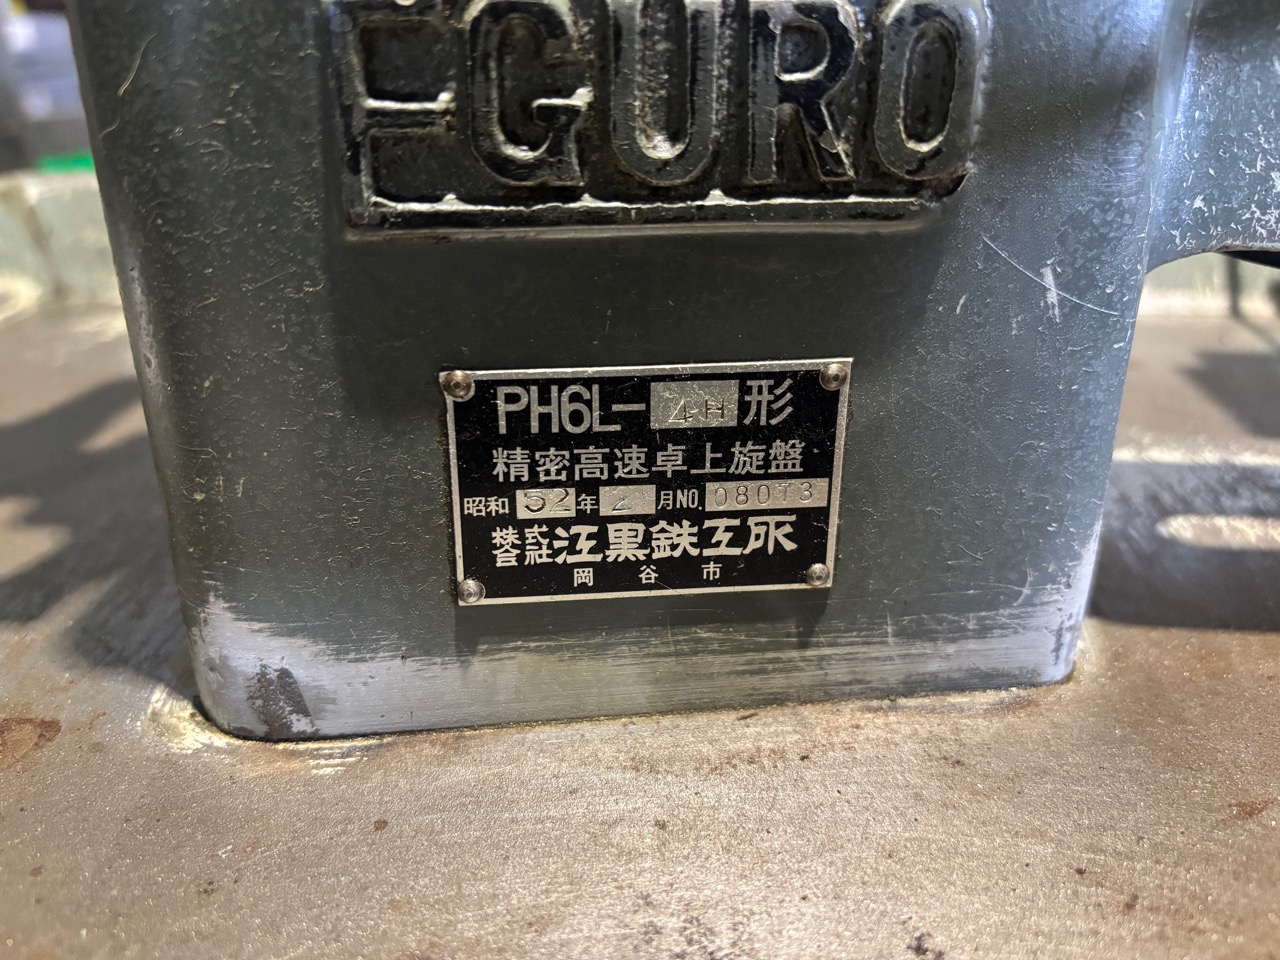 EGURO
PH6L-4H形
精密高速卓上旋盤
昭和52年2月NO.08073
株式会社江黒鉄工所
岡谷市